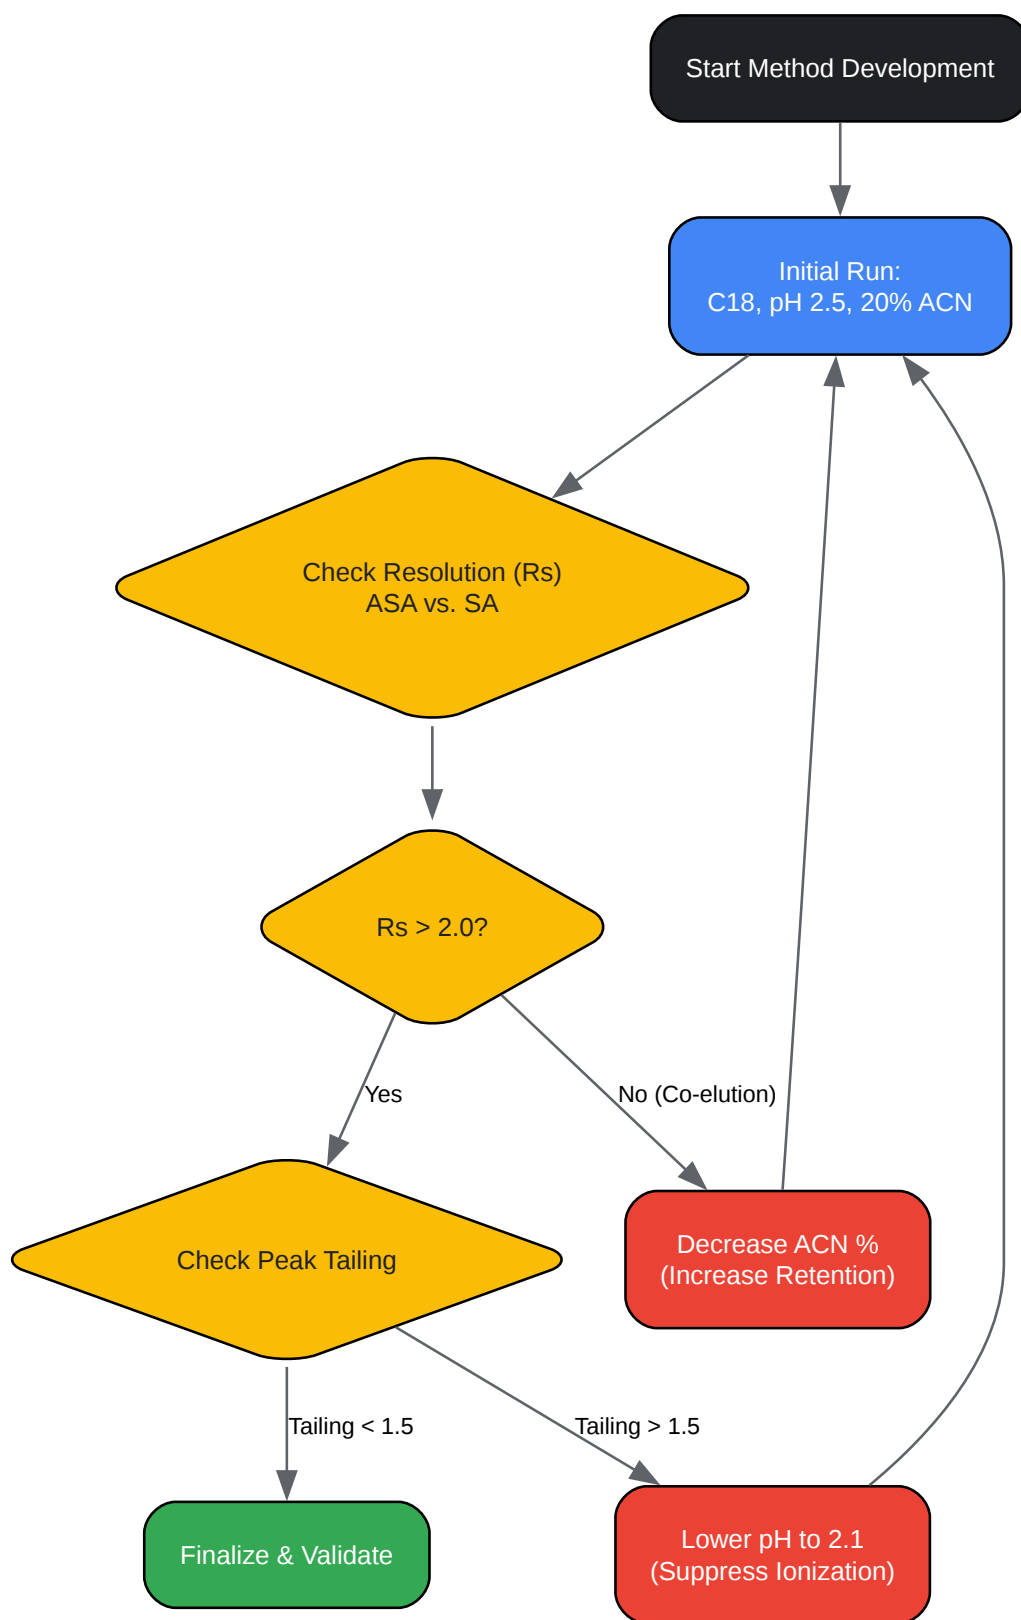 Start Method Development
Initial Run:
C18, pH 2.5, 20% ACN
Check Resolution (Rs)
ASA vs. SA
Rs > 2.0?
Yes
No (Co-elution)
Check Peak Tailing
Decrease ACN %
(Increase Retention)
Tailing < 1.5
Tailing > 1.5
Finalize & Validate
Lower pH to 2.1
(Suppress Ionization)